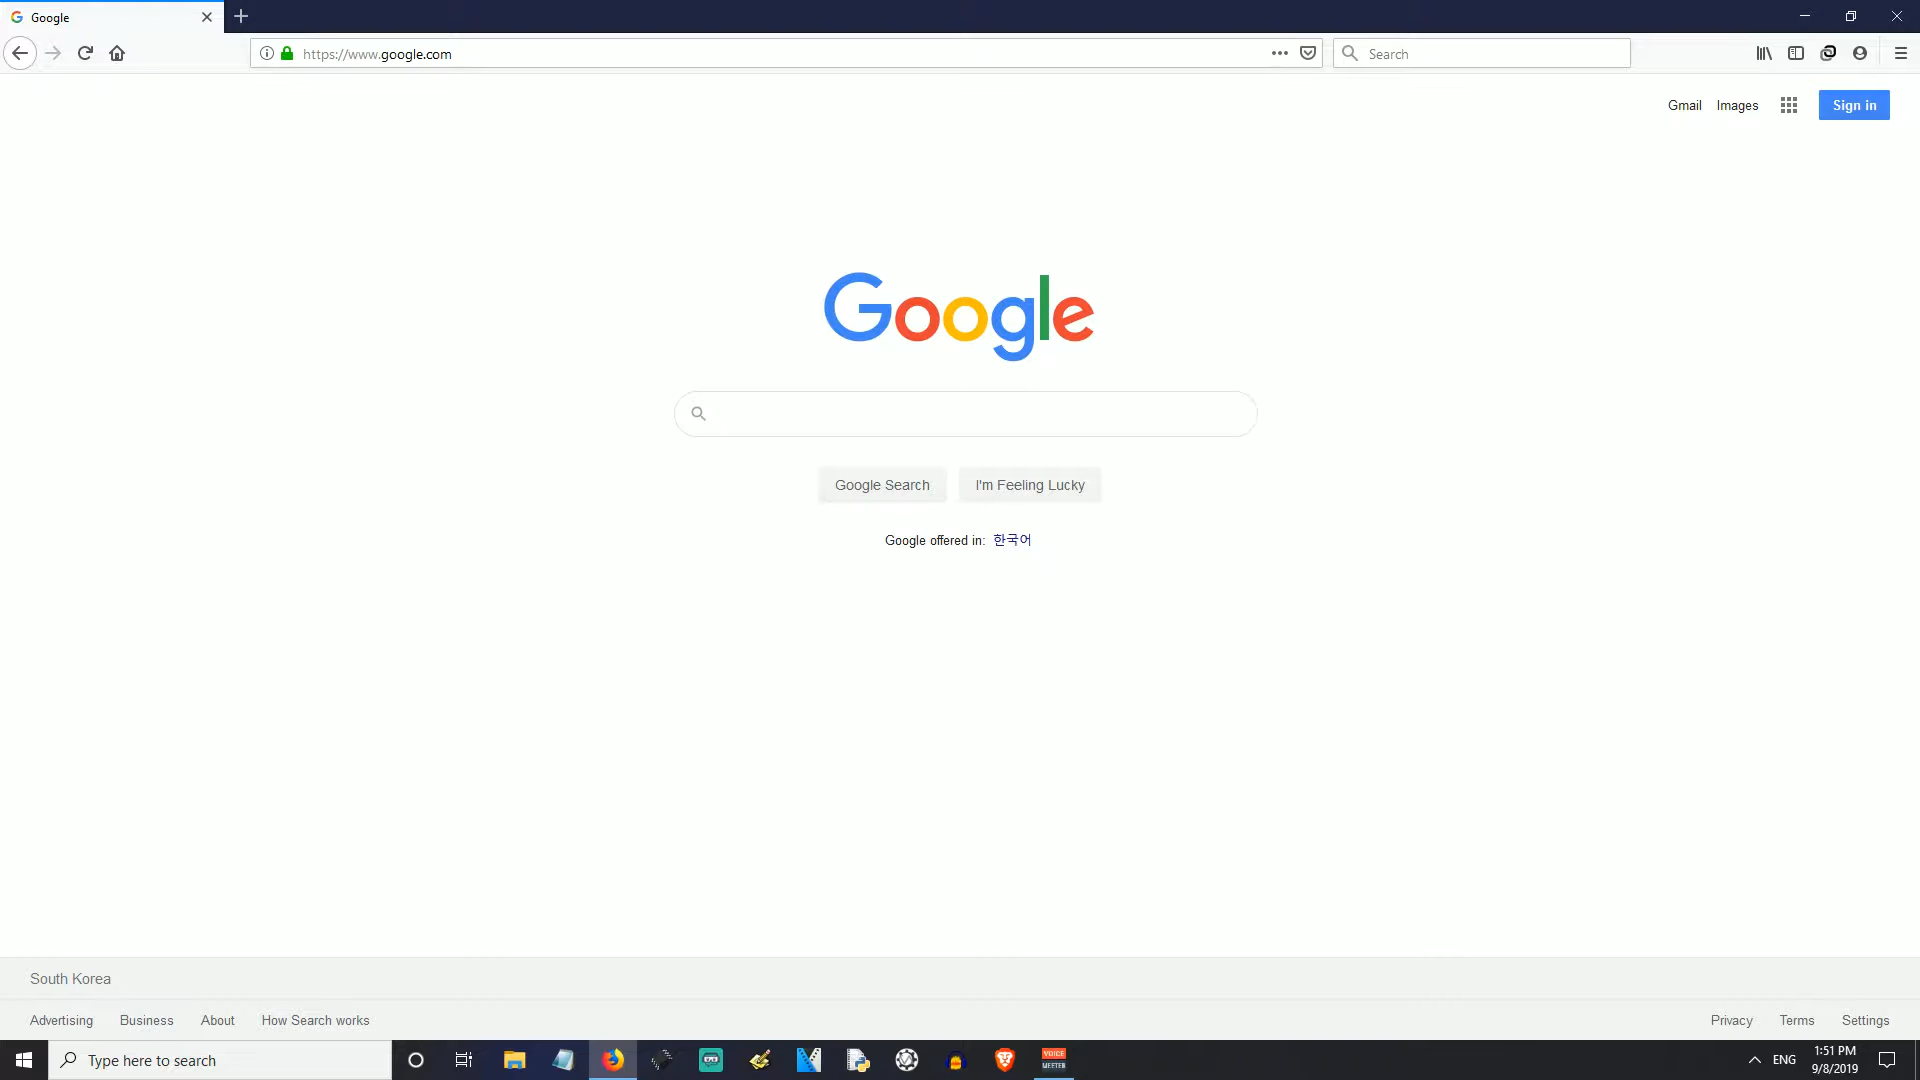 Google
https://www.google.com
Search
Gmail Images Sign in
Google
Google Search I'm Feeling Lucky
Google offered in: 한국어
South Korea
Advertising Business About How Search works Privacy Terms Settings
Type here to search
VOICE
MEETER
ENG
1:51 PM
9/8/2019